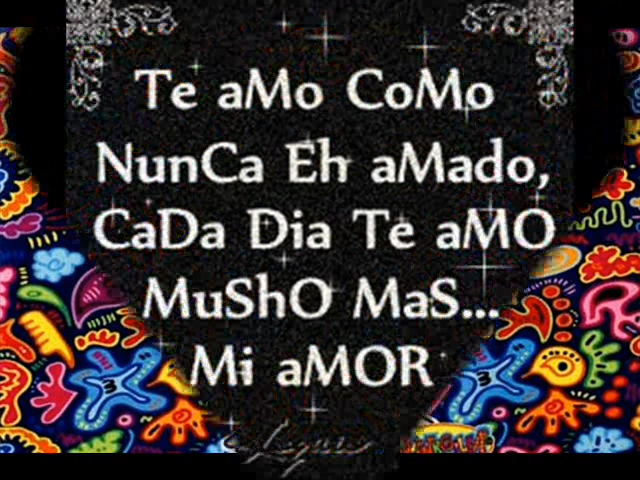 Te aMo CoMo
NunCa Eh aMado,
CaDa Dia Te aMO
MuShO MaS...
Mi aMOR